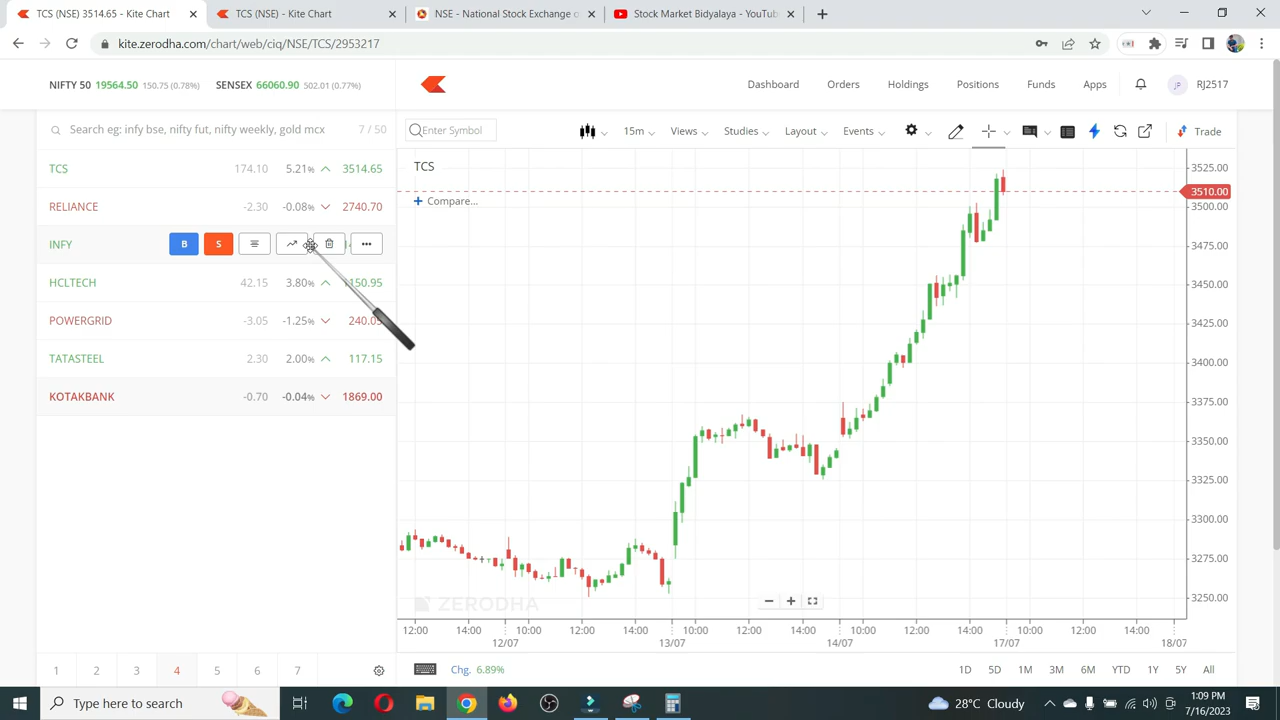 TCS (NSE) 3514.65 - Kite Chart
TCS (NSE) - Kite Chart
NSE - National Stock Exchange o
Stock Market Bidyalaya - YouTub
kite.zerodha.com/chart/web/ciq/NSE/TCS/2953217
NIFTY 50 19564.50 150.75 (0.78%) SENSEX 66060.90 502.01 (0.77%)
Dashboard Orders Holdings Positions Funds Apps JP RJ2517
Search eg: infy bse, nifty fut, nifty weekly, gold mcx 7 / 50
Enter Symbol 15m Views Studies Layout Events Trade
TCS 174.10 5.21% 3514.65
RELIANCE -2.30 -0.08% 2740.70
INFY B S
HCLTECH 42.15 3.80% 1150.95
POWERGRID -3.05 -1.25% 240.05
TATASTEEL 2.30 2.00% 117.15
KOTAKBANK -0.70 -0.04% 1869.00
TCS
Compare...
3525.00
3510.00
3500.00
3475.00
3450.00
3425.00
3400.00
3375.00
3350.00
3325.00
3300.00
3275.00
3250.00
ZERODHA
12:00 14:00 10:00 12:00 14:00 10:00 12:00 14:00 10:00 12:00 14:00 10:00 12:00 14:00
12/07 13/07 14/07 17/07 18/07
1 2 3 4 5 6 7
Chg. 6.89%
1D 5D 1M 3M 6M YTD 1Y 5Y All
Type here to search
28°C Cloudy
1:09 PM
7/16/2023